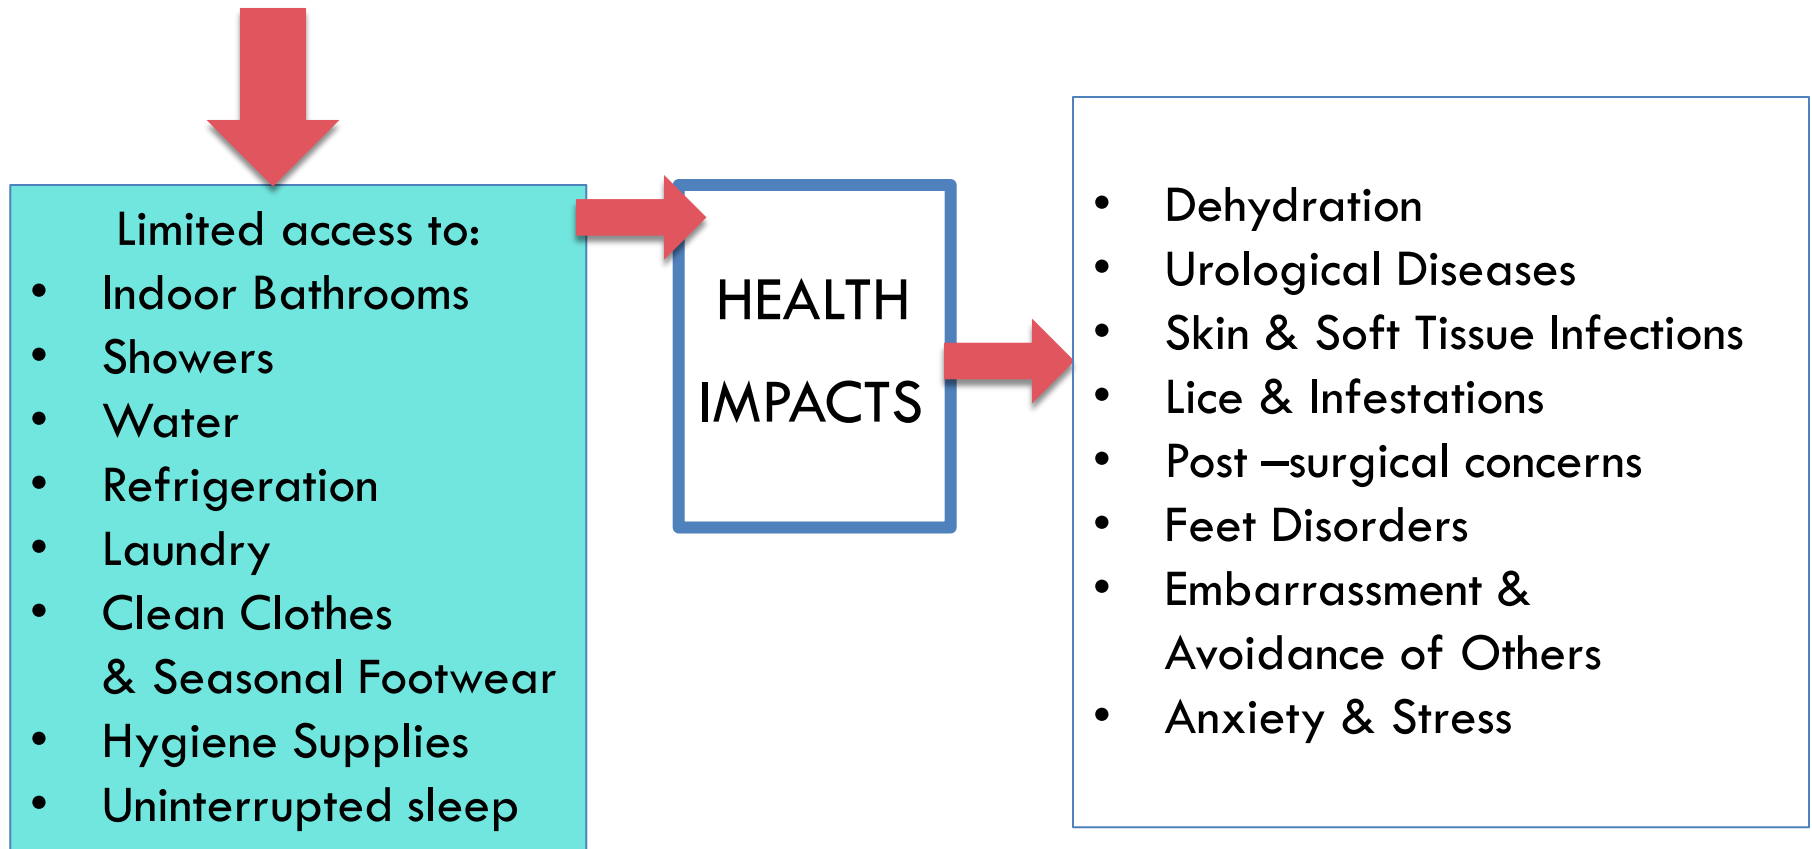 Limited access to:
• Indoor Bathrooms
• Showers
• Water
• Refrigeration
• Laundry
• Clean Clothes
& Seasonal Footwear
• Hygiene Supplies
• Uninterrupted sleep
HEALTH
IMPACTS
• Dehydration
• Urological Diseases
• Skin & Soft Tissue Infections
• Lice & Infestations
• Post –surgical concerns
• Feet Disorders
• Embarrassment &
Avoidance of Others
• Anxiety & Stress